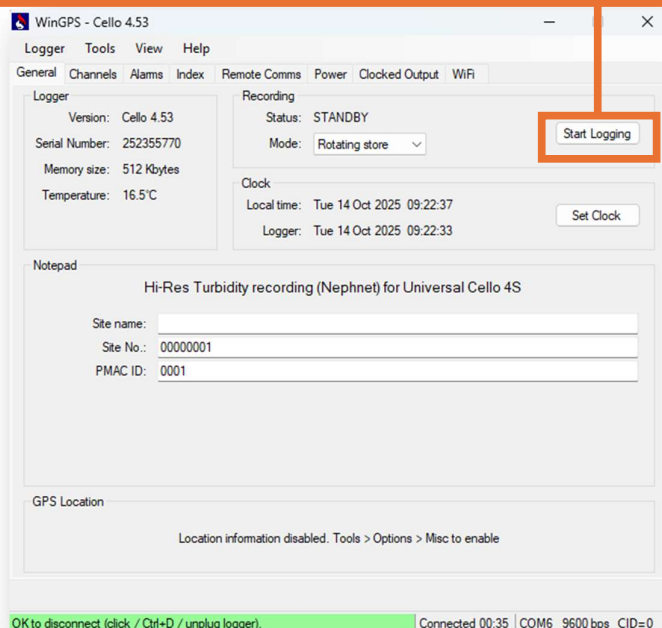 WinGPS - Cello 4.53
Logger Tools View Help
General Channels Alarms Index Remote Comms Power Clocked Output WiFi
Logger
Version: Cello 4.53
Serial Number: 252355770
Memory size: 512 Kbytes
Temperature: 16.5°C
Recording
Status: STANDBY
Mode: Rotating store
Start Logging
Clock
Local time: Tue 14 Oct 2025 09:22:37
Logger: Tue 14 Oct 2025 09:22:33
Set Clock
Notepad
Hi-Res Turbidity recording (Nephnet) for Universal Cello 4S
Site name:
Site No.: 00000001
PMAC ID: 0001
GPS Location
Location information disabled. Tools > Options > Misc to enable
OK to disconnect (click / Ctrl+D / unplug logger). Connected 00:35 COM6 9600 bps CID=0